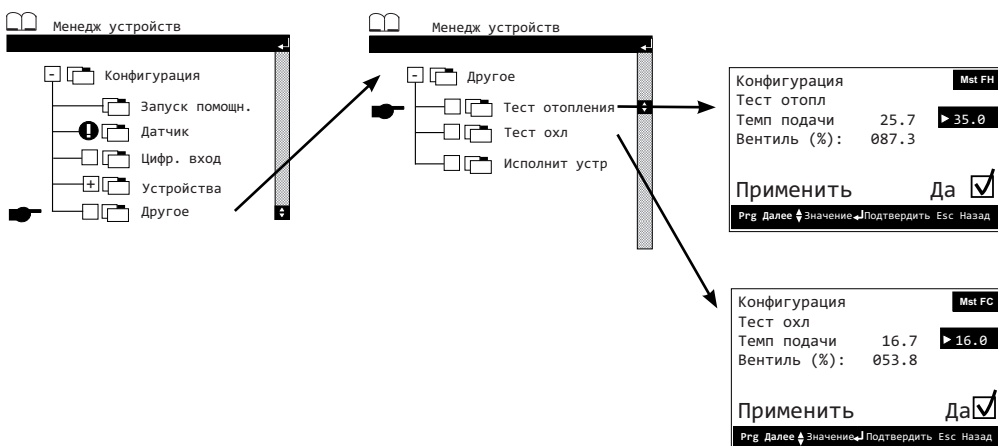 Менедж устройств
- Конфигурация
Запуск помощн.
! Датчик
Цифр. вход
+ Устройства
Другое
Менедж устройств
- Другое
Тест отопления
Тест охл
Исполнит устр
Конфигурация Mst FH
Тест отопл
Темп подачи 25.7 35.0
Вентиль (%): 087.3
Применить Да
Prg Далее Значение Подтвердить Esc Назад
Конфигурация Mst FC
Тест охл
Темп подачи 16.7 16.0
Вентиль (%): 053.8
Применить Да
Prg Далее Значение Подтвердить Esc Назад